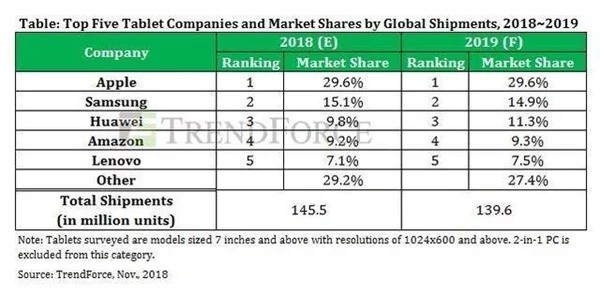 Table: Top Five Tablet Companies and Market Shares by Global Shipments, 2018~2019
Company 2018 (E) 2019 (F)
Ranking Market Share Ranking Market Share
Apple 1 29.6% 1 29.6%
Samsung 2 15.1% 2 14.9%
Huawei 3 9.8% 3 11.3%
TRENDFORCE
Amazon 4 9.2% 4 9.3%
Lenovo 5 7.1% 5 7.5%
Other 29.2% 27.4%
Total Shipments
(in million units) 145.5 139.6
Note: Tablets surveyed are models sized 7 inches and above with resolutions of 1024x600 and above. 2-in-1 PC is
excluded from this category.
Source: TrendForce, Nov., 2018